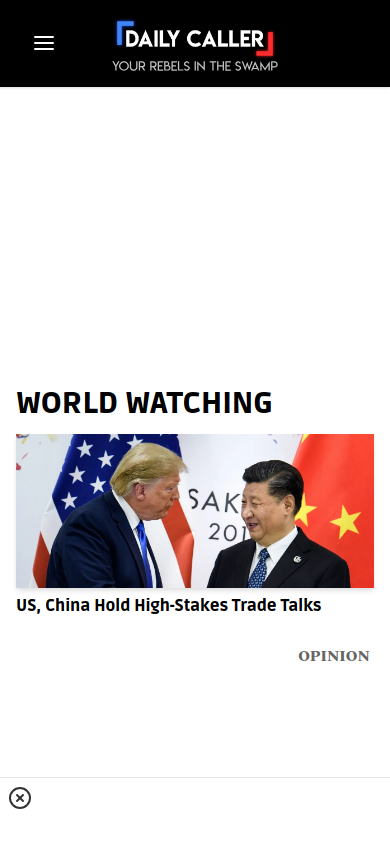 DAILY CALLER
YOUR REBELS IN THE SWAMP
WORLD WATCHING
SAK
201
US, China Hold High-Stakes Trade Talks
OPINION